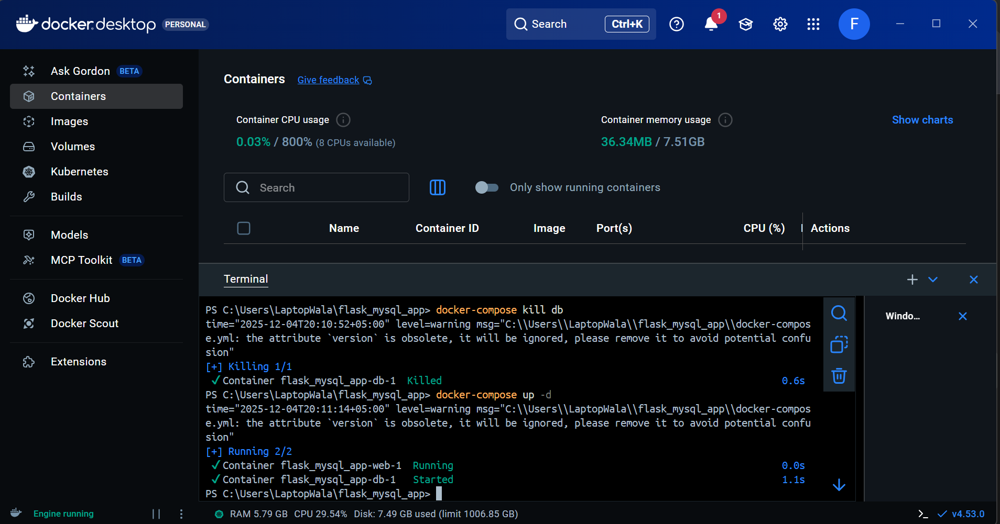 docker.desktop PERSONAL
Search Ctrl+K
1
F
Ask Gordon BETA
Containers
Images
Volumes
Kubernetes
Builds
Models
MCP Toolkit BETA
Docker Hub
Docker Scout
Extensions
Containers Give feedback
Container CPU usage
0.03% / 800% (8 CPUs available)
Container memory usage
36.34MB / 7.51GB
Show charts
Search
Only show running containers
Name Container ID Image Port(s) CPU (%) Actions
Terminal
PS C:\Users\LaptopWala\flask_mysql_app> docker-compose kill db
time="2025-12-04T20:10:52+05:00" level=warning msg="C:\\Users\\LaptopWala\\flask_mysql_app\\docker-compos
e.yml: the attribute `version` is obsolete, it will be ignored, please remove it to avoid potential confu
sion"
[+] Killing 1/1
✔Container flask_mysql_app-db-1 Killed 0.6s
PS C:\Users\LaptopWala\flask_mysql_app> docker-compose up -d
time="2025-12-04T20:11:14+05:00" level=warning msg="C:\\Users\\LaptopWala\\flask_mysql_app\\docker-compos
e.yml: the attribute `version` is obsolete, it will be ignored, please remove it to avoid potential confu
sion"
[+] Running 2/2
✔Container flask_mysql_app-web-1 Running 0.0s
✔Container flask_mysql_app-db-1 Started 1.1s
PS C:\Users\LaptopWala\flask_mysql_app>
Windo...
Engine running
RAM 5.79 GB CPU 29.54% Disk: 7.49 GB used (limit 1006.85 GB)
v4.53.0